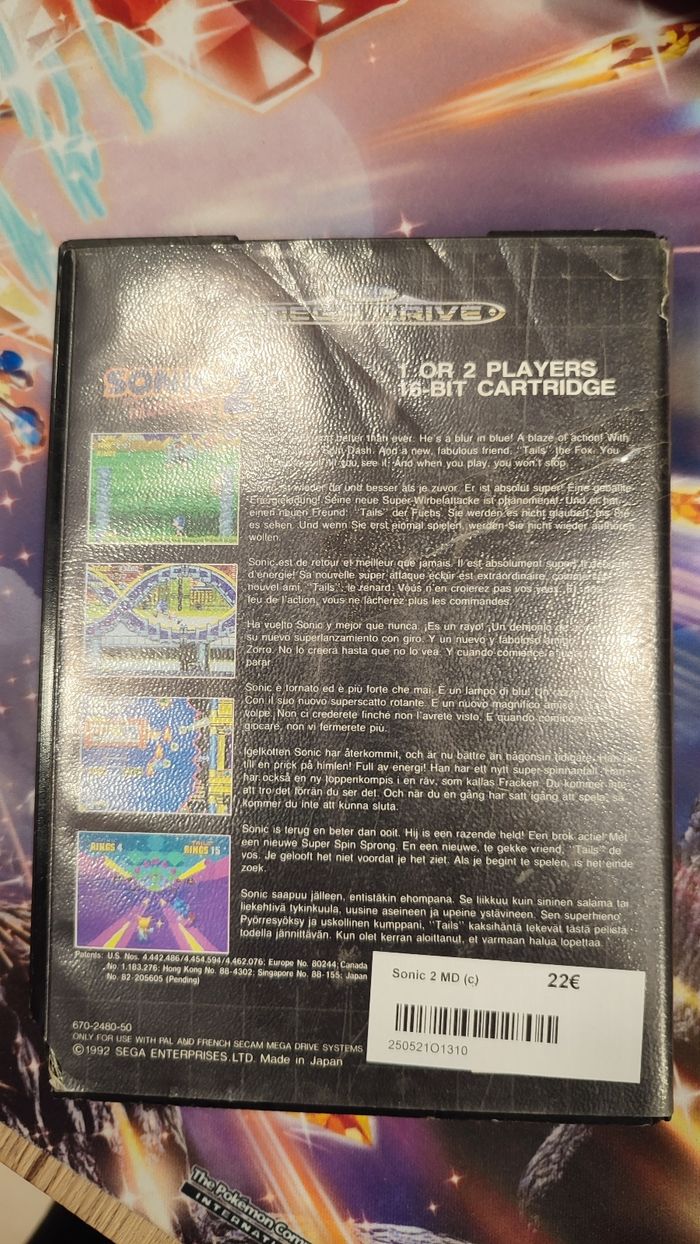 MEGA DRIVE
SONIC
1 OR 2 PLAYERS
16-BIT CARTRIDGE
better than ever. He's a blur in blue! A blaze of action! With
Dash. And a new, fabulous friend. "Tails" the Fox. You
you see it. And when you play, you won't stop.
ist wieder da und besser als je zuvor. Er ist absolut super! Eine geballte
Energieladung! Seine neue Super-Wirbelattacke ist phänomenal! Und er hat
einen neuen Freund: "Tails" der Fuchs. Sie werden es nicht glauben, bis Sie
es sehen. Und wenn Sie erst einmal spielen, werden Sie nicht wieder aufhören
wollen.
Sonic est de retour et meilleur que jamais. Il est absolument super!
d'énergie! Sa nouvelle super attaque éclair est extraordinaire, comme
nouvel ami, "Tails", le renard. Vous n'en croirez pas vos yeux.
feu de l'action, vous ne lâcherez plus les commandes.
Ha vuelto Sonic y mejor que nunca. ¡Es un rayo! ¡Un demonio de
su nuevo superlanzamiento con giro. Y un nuevo y fabuloso amigo
Zorro. No lo creerá hasta que no lo vea. Y cuando comience a
parar.
Sonic è tornato ed è più forte che mai. È un lampo di blu! Un
Con il suo nuovo superscatto rotante. E un nuovo magnifico amico
volpe. Non ci crederete finché non l'avrete visto. E quando comincerete
giocare, non vi fermerete più.
Igelkotten Sonic har återkommit, och är nu bättre än någonsin tidigare. Han
till en prick på himlen! Full av energi! Han har ett nytt super-spinnanfall. Han
har också en ny toppenkompis i en räv, som kallas Fracken. Du kommer inte
att tro det förrän du ser det. Och när du en gång har satt igång att spela, så
kommer du inte att kunna sluta.
Sonic is terug en beter dan ooit. Hij is een razende held! Een brok actie! Met
een nieuwe Super Spin Sprong. En een nieuwe, te gekke vriend, "Tails" de
vos. Je gelooft het niet voordat je het ziet. Als je begint te spelen, is het einde
zoek.
Sonic saapuu jälleen, entistäkin ehompana. Se liikkuu kuin sininen salama tai
liekehtivä tykinkuula, uusine aseineen ja upeine ystävineen. Sen superhieno
Pyörresyöksy ja uskollinen kumppani, "Tails" kaksihäntä tekevät tästä pelistä
todella jännittävän. Kun olet kerran aloittanut, et varmaan halua lopettaa.
RINGS 4
RINGS 15
Patents: U.S. Nos. 4,442,486/4,454,594/4,462,076; Europe No. 80244; Canada
No. 1,183,276; Hong Kong No. 88-4302; Singapore No. 88-155; Japan
No. 82-205605 (Pending)
Sonic 2 MD (c)
22€
250521O1310
670-2480-50
ONLY FOR USE WITH PAL AND FRENCH SECAM MEGA DRIVE SYSTEMS
©1992 SEGA ENTERPRISES.LTD. Made in Japan
The Pokémon Com
INTERNAT